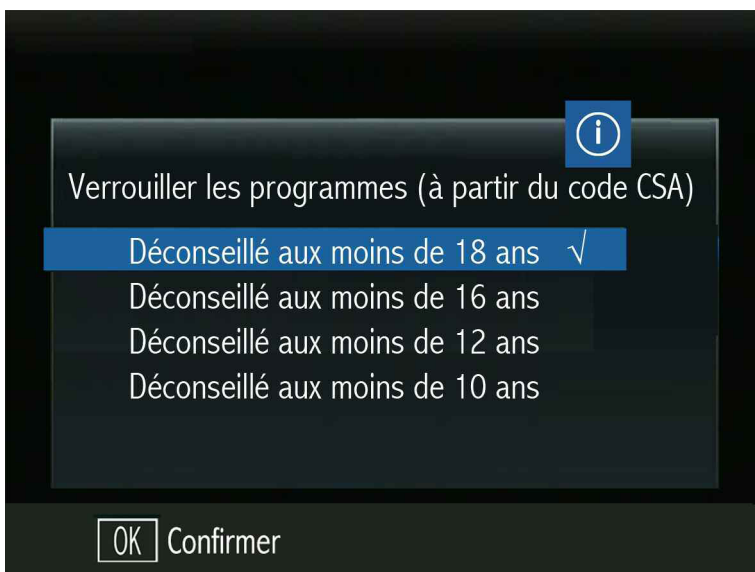 i
Verrouiller les programmes (à partir du code CSA)
Déconseillé aux moins de 18 ans √
Déconseillé aux moins de 16 ans
Déconseillé aux moins de 12 ans
Déconseillé aux moins de 10 ans
OK Confirmer